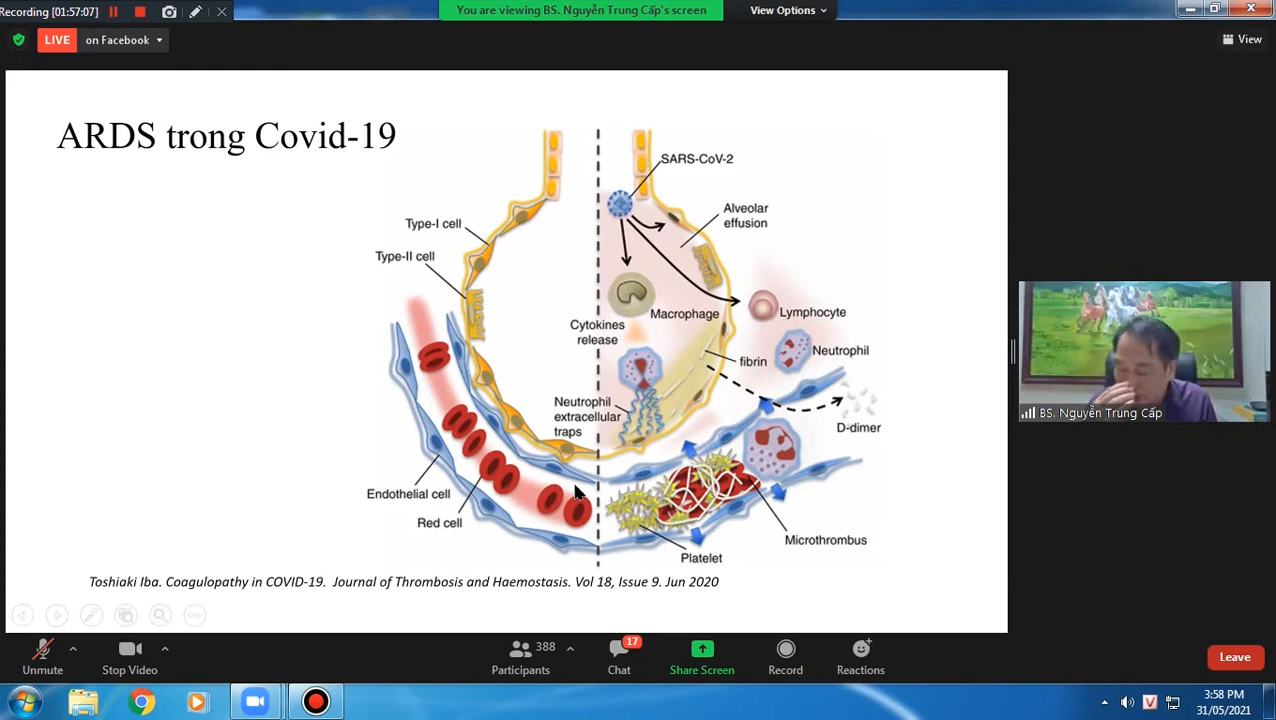 Recording [01:57:07]
You are viewing BS. Nguyễn Trung Cấp's screen
View Options
LIVE
on Facebook
View
ARDS trong Covid-19
SARS-CoV-2
Alveolar
effusion
Type-I cell
Type-II cell
Macrophage
Lymphocyte
Cytokines
release
Neutrophil
fibrin
Neutrophil
extracellular
traps
D-dimer
Endothelial cell
Red cell
Microthrombus
Platelet
Toshiaki Iba. Coagulopathy in COVID-19. Journal of Thrombosis and Haemostasis. Vol 18, Issue 9. Jun 2020
BS. Nguyễn Trung Cấp
Unmute
Stop Video
388
Participants
17
Chat
Share Screen
Record
Reactions
Leave
V
3:58 PM
31/05/2021